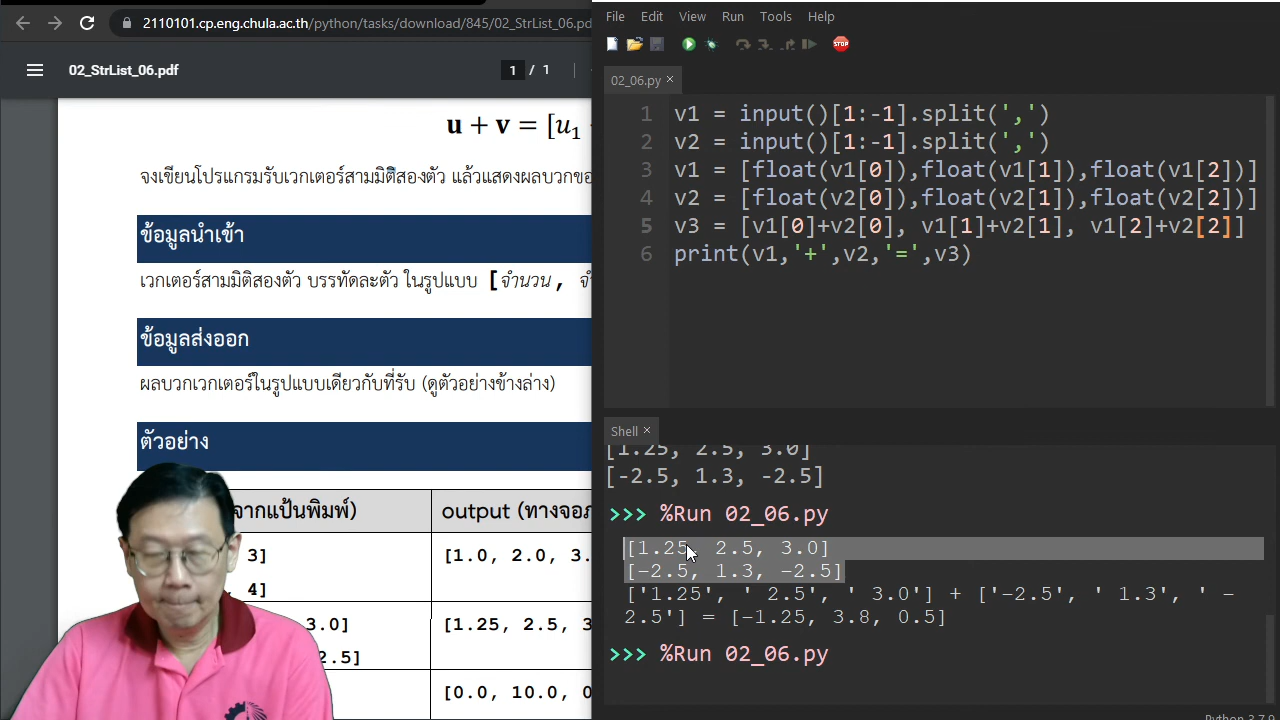 2110101.cp.eng.chula.ac.th/python/tasks/download/845/02_StrList_06.pd
02_StrList_06.pdf
1 / 1
u + v = [u1
จงเขียนโปรแกรมรับเวกเตอร์สามมิติสองตัว แล้วแสดงผลบวกขอ
ข้อมูลนำเข้า
เวกเตอร์สามมิติสองตัว บรรทัดละตัว ในรูปแบบ [จำนวน,
ข้อมูลส่งออก
ผลบวกเวกเตอร์ในรูปแบบเดียวกับที่รับ (ดูตัวอย่างข้างล่าง)
ตัวอย่าง
จากแป้นพิมพ์) output (ทางจอภ
3] [1.0, 2.0, 3.
, 4]
3.0] [1.25, 2.5, 3
2.5]
[0.0, 10.0, 0
File Edit View Run Tools Help
STOP
02_06.py ×
1 v1 = input()[1:-1].split(',')
2 v2 = input()[1:-1].split(',')
3 v1 = [float(v1[0]),float(v1[1]),float(v1[2])]
4 v2 = [float(v2[0]),float(v2[1]),float(v2[2])]
5 v3 = [v1[0]+v2[0], v1[1]+v2[1], v1[2]+v2[2]]
6 print(v1,'+',v2,'=',v3)
Shell ×
[1.25, 2.5, 3.0]
[-2.5, 1.3, -2.5]
>>> %Run 02_06.py
[1.25, 2.5, 3.0]
[-2.5, 1.3, -2.5]
['1.25', ' 2.5', ' 3.0'] + ['-2.5', ' 1.3', ' -
2.5'] = [-1.25, 3.8, 0.5]
>>> %Run 02_06.py
Python 3.7.9